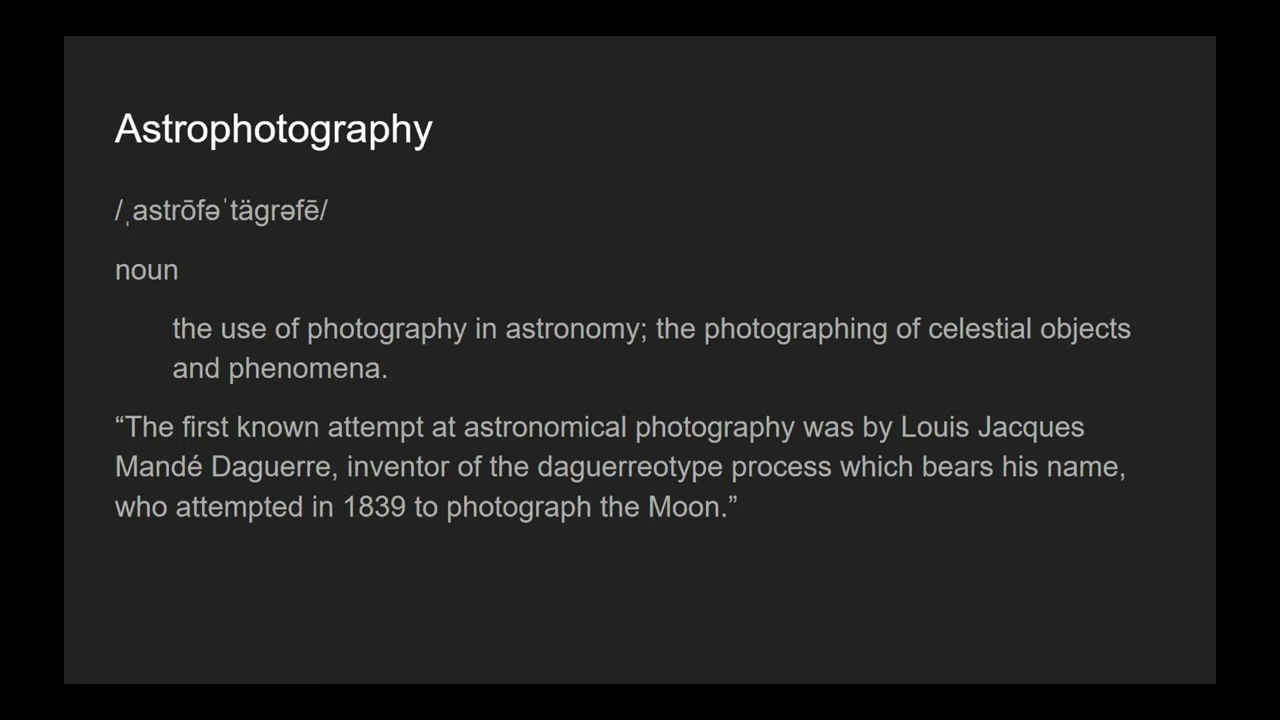 Astrophotography
/ˌastrōfəˈtägrəfē/
noun
the use of photography in astronomy; the photographing of celestial objects
and phenomena.
“The first known attempt at astronomical photography was by Louis Jacques
Mandé Daguerre, inventor of the daguerreotype process which bears his name,
who attempted in 1839 to photograph the Moon.”